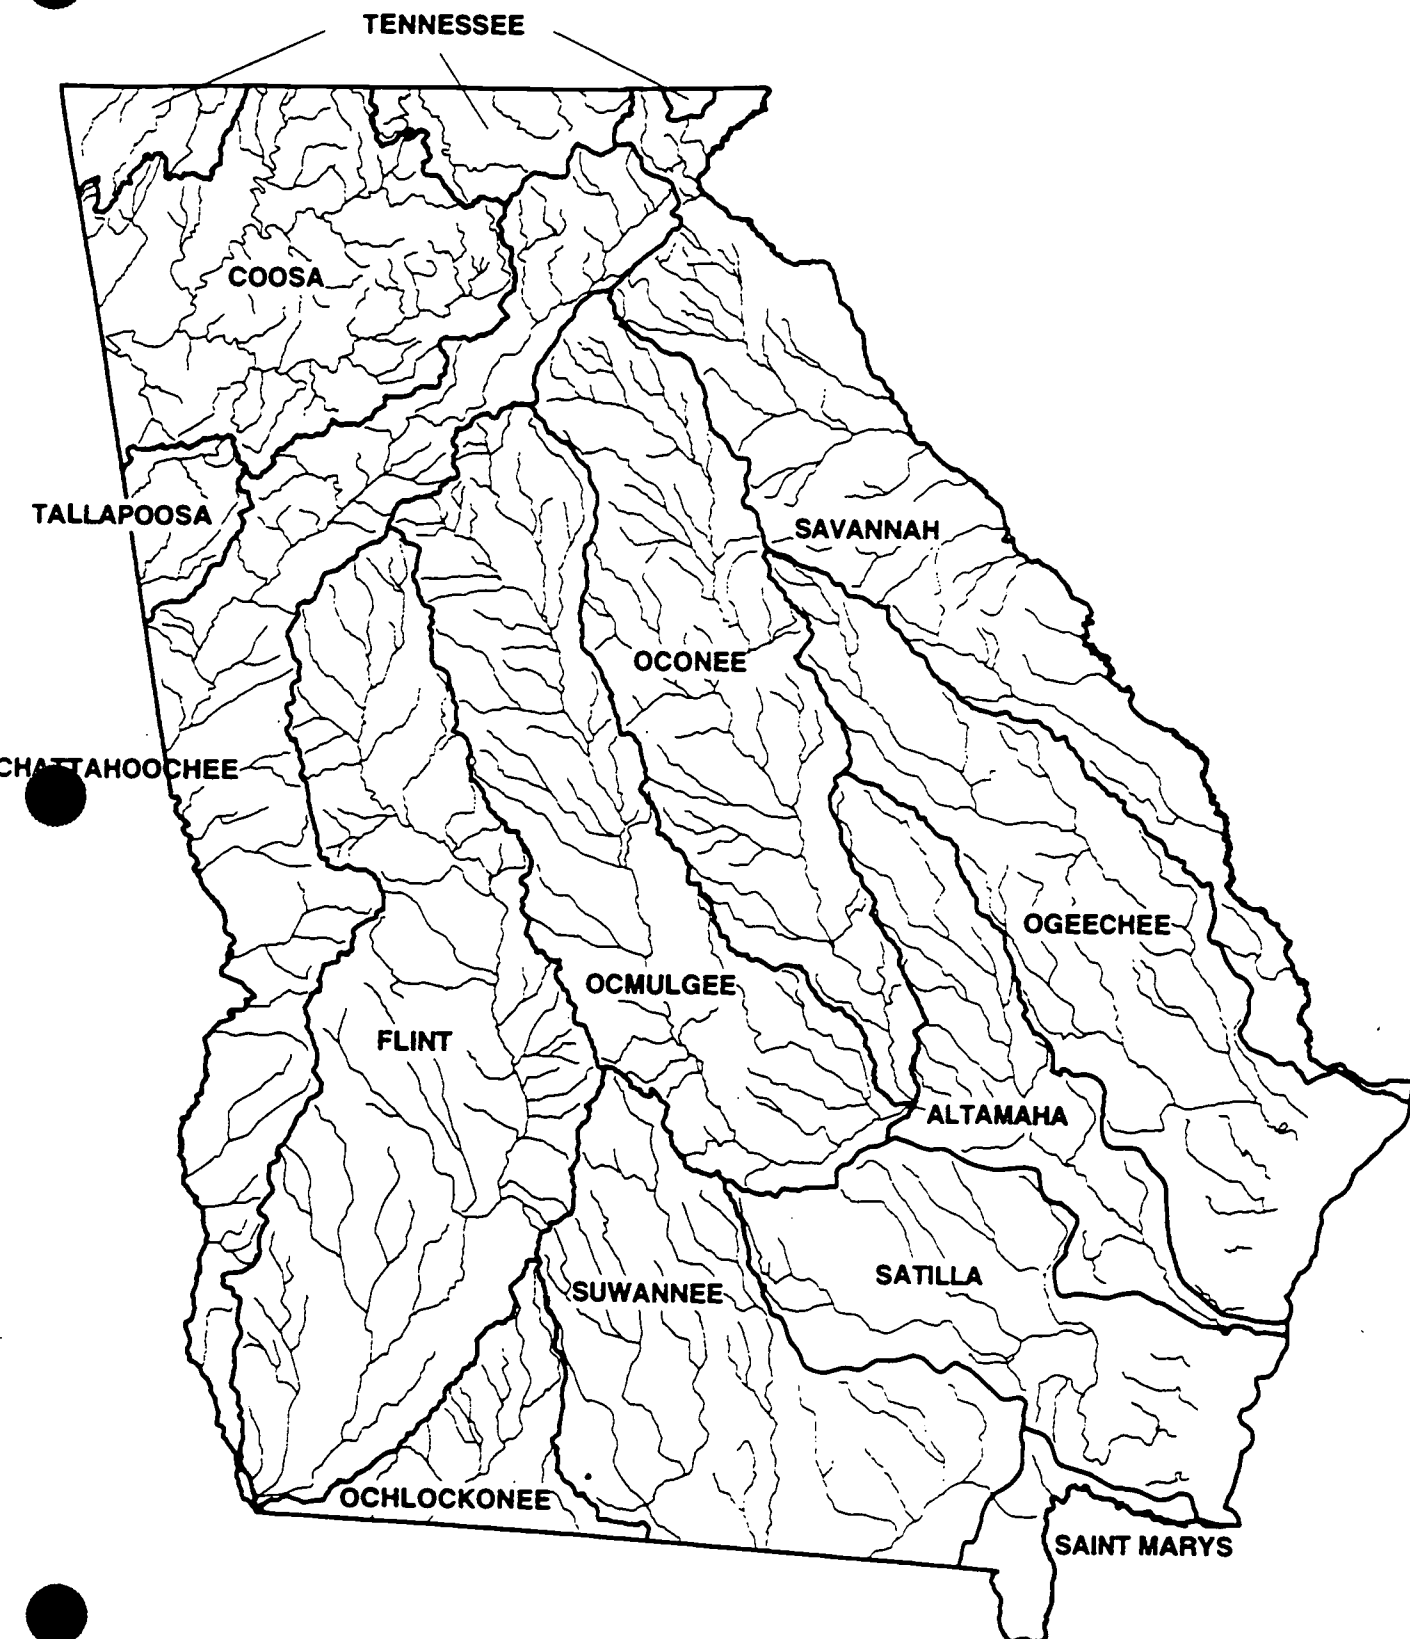 TENNESSEE
COOSA
TALLAPOOSA
SAVANNAH
OCONEE
CHATTAHOOCHEE
OGEECHEE
OCMULGEE
FLINT
ALTAMAHA
SATILLA
SUWANNEE
OCHLOCKONEE
SAINT MARYS